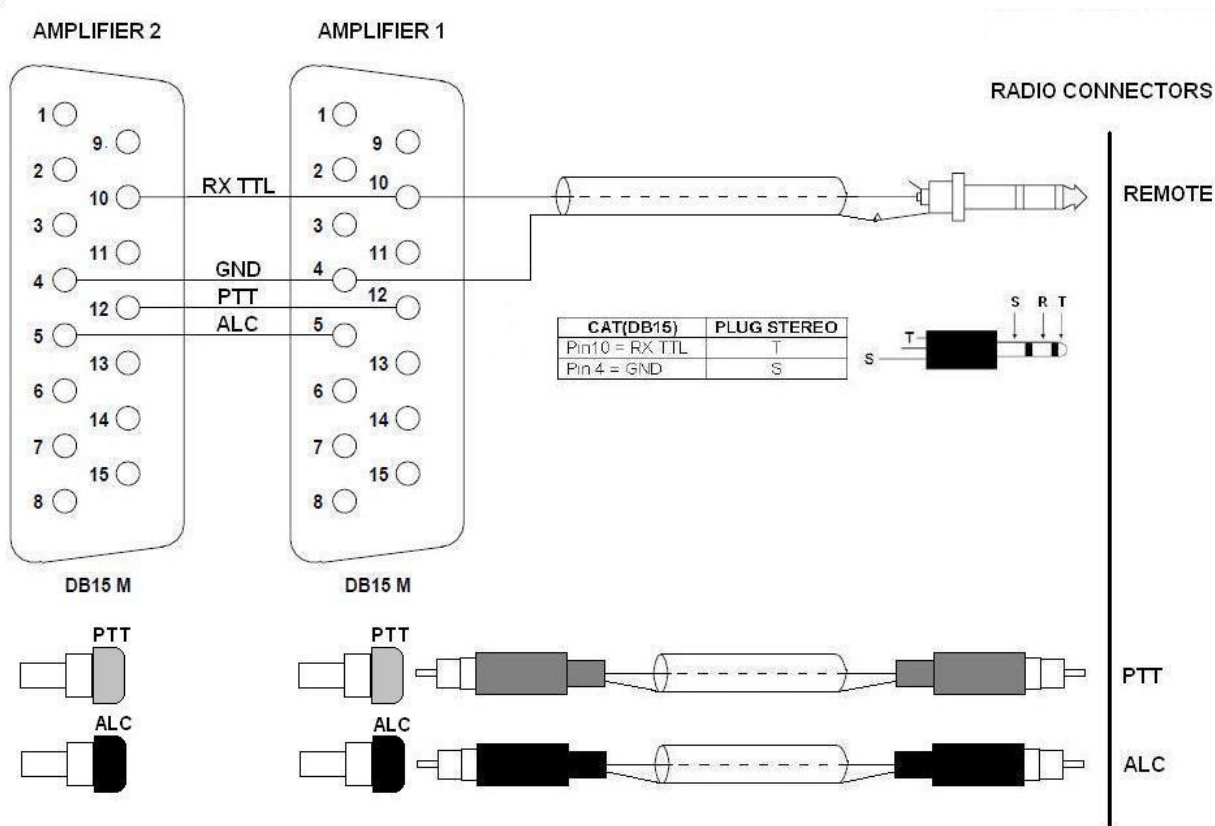 AMPLIFIER 2
AMPLIFIER 1
RADIO CONNECTORS
1
9.
2
10
3
11
4
12
5
13
6
14
7
15
8
RX TTL
GND
PTT
ALC
1
9
2
10
3
11
4
12
5
13
6
14
7
15
8
REMOTE
CAT(DB15) PLUG STEREO
Pin10 = RX TTL T
Pin 4 = GND S
S R T
T
S
DB15 M
DB15 M
PTT
PTT
PTT
ALC
ALC
ALC